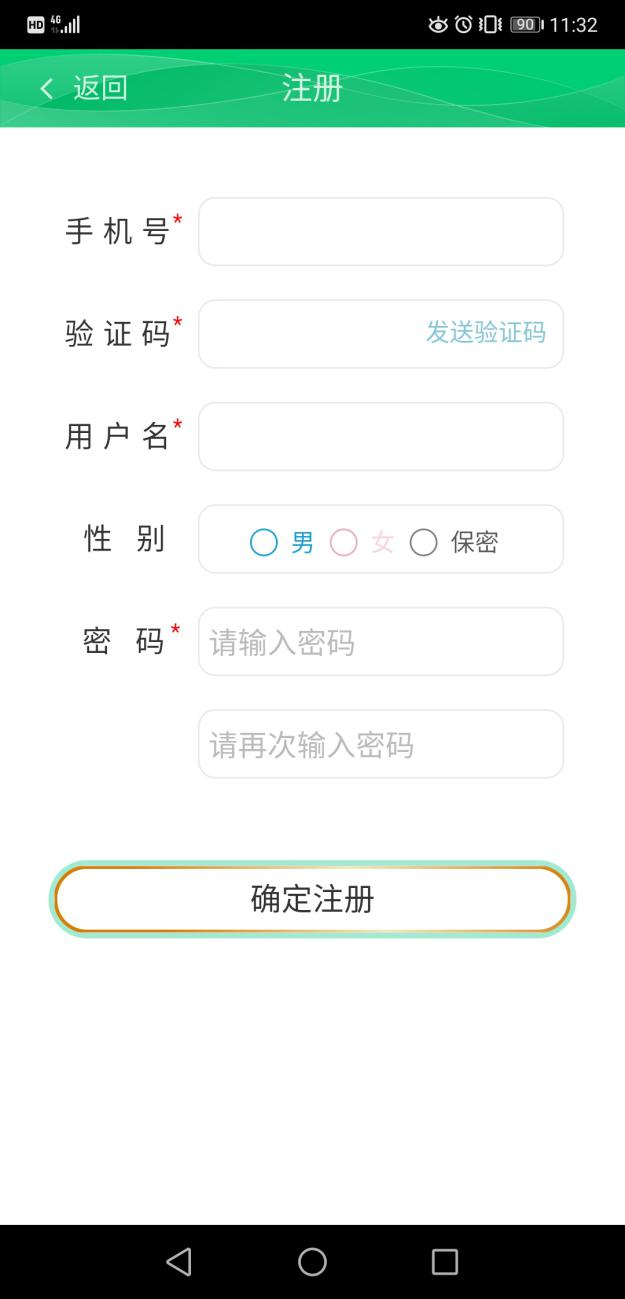 HD 4G 90 11:32
返回 注册
手机号*
验证码* 发送验证码
用户名*
性别 男 女 保密
密码* 请输入密码
请再次输入密码
确定注册